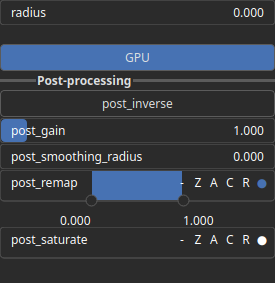 radius 0.000
GPU
Post-processing
post_inverse
post_gain 1.000
post_smoothing_radius 0.000
post_remap - Z A C R
0.000 1.000
post_saturate - Z A C R